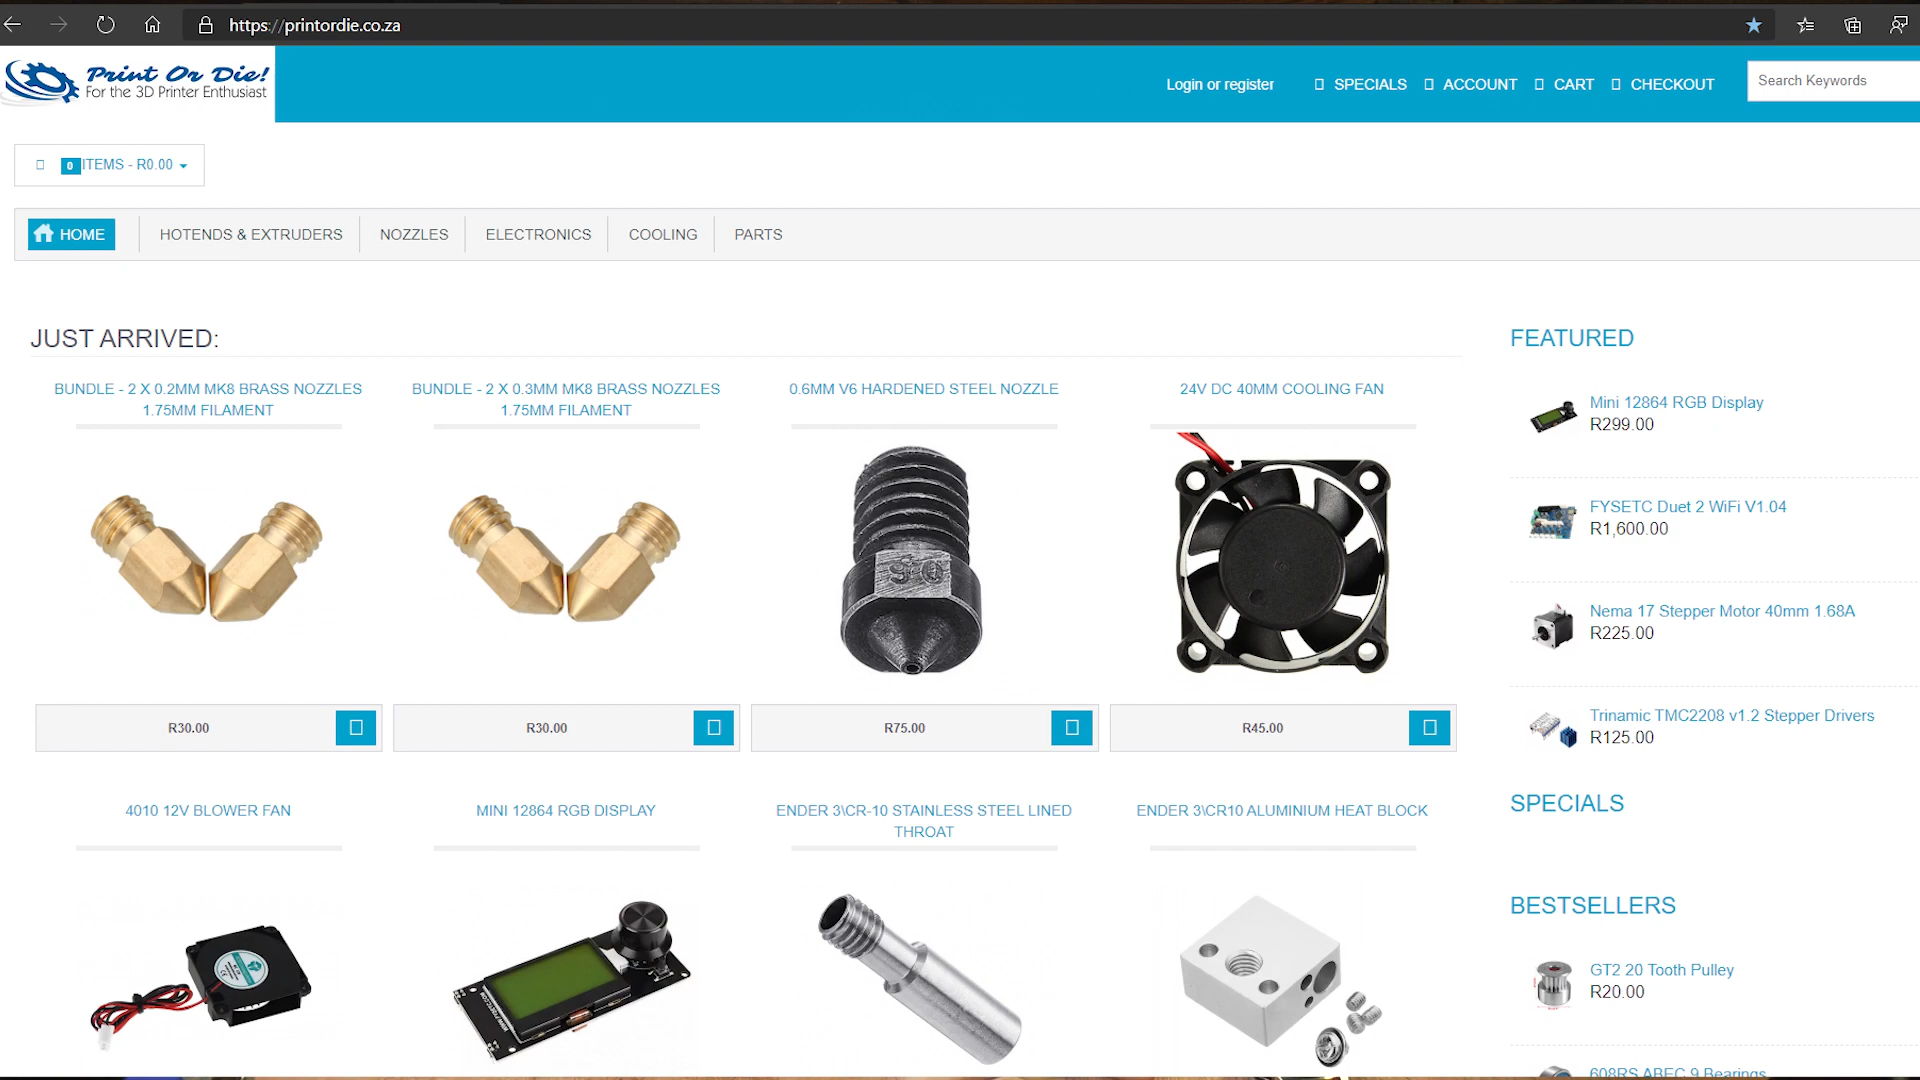 https://printordie.co.za
Print Or Die!
For the 3D Printer Enthusiast
Login or register
SPECIALS
ACCOUNT
CART
CHECKOUT
Search Keywords
0 ITEMS - R0.00
HOME
HOTENDS & EXTRUDERS
NOZZLES
ELECTRONICS
COOLING
PARTS
JUST ARRIVED:
BUNDLE - 2 X 0.2MM MK8 BRASS NOZZLES
1.75MM FILAMENT
R30.00
BUNDLE - 2 X 0.3MM MK8 BRASS NOZZLES
1.75MM FILAMENT
R30.00
0.6MM V6 HARDENED STEEL NOZZLE
R75.00
24V DC 40MM COOLING FAN
R45.00
4010 12V BLOWER FAN
MINI 12864 RGB DISPLAY
ENDER 3\CR-10 STAINLESS STEEL LINED
THROAT
ENDER 3\CR10 ALUMINIUM HEAT BLOCK
FEATURED
Mini 12864 RGB Display
R299.00
FYSETC Duet 2 WiFi V1.04
R1,600.00
Nema 17 Stepper Motor 40mm 1.68A
R225.00
Trinamic TMC2208 v1.2 Stepper Drivers
R125.00
SPECIALS
BESTSELLERS
GT2 20 Tooth Pulley
R20.00
608RS ABEC 9 Bearings